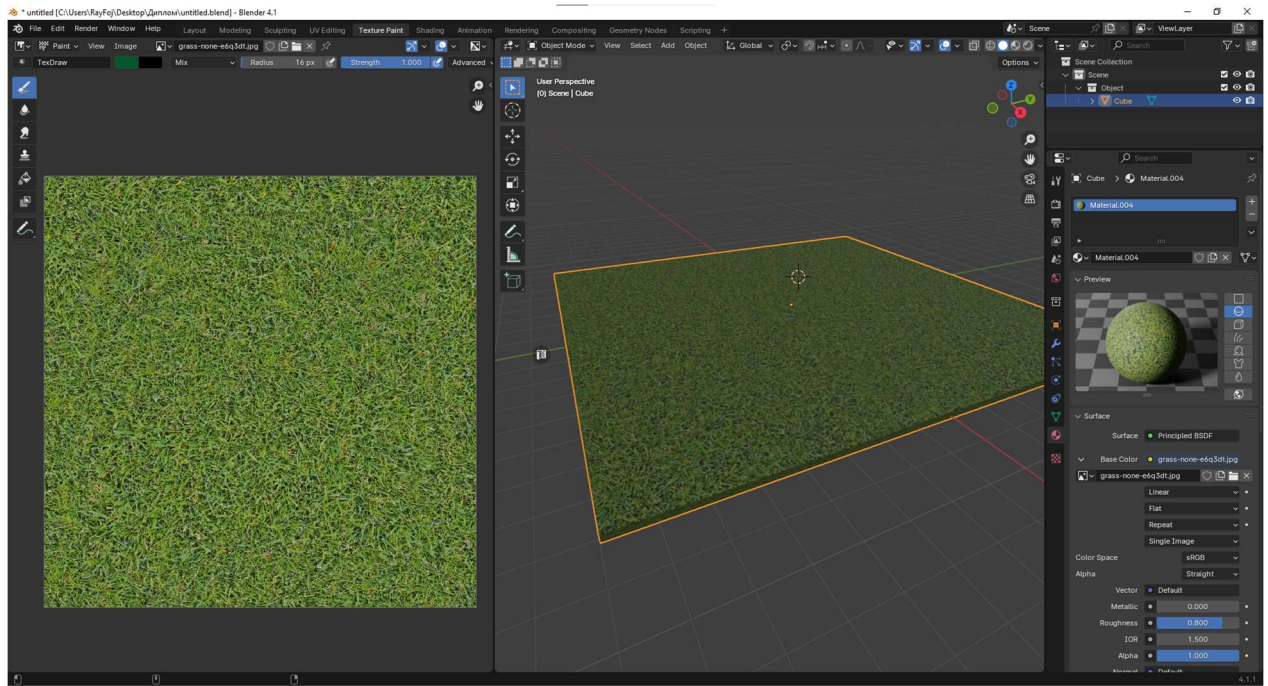 * untitled [C:\Users\RayFoj\Desktop\Диплом\untitled.blend] - Blender 4.1
File Edit Render Window Help Layout Modeling Sculpting UV Editing Texture Paint Shading Animation Rendering Compositing Geometry Nodes Scripting + Scene ViewLayer
Paint View Image grass-none-e6q3dt.jpg Object Mode View Select Add Object Global Search
TexDraw Mix Radius 16 px Strength 1.000 Advanced Options
Scene Collection
Scene
Object
Cube
User Perspective
(0) Scene | Cube
Z
Y
X
Search
Cube > Material.004
Material.004
Material.004
Preview
Surface
Surface Principled BSDF
Base Color grass-none-e6q3dt.jpg
grass-none-e6q3dt.jpg
Linear
Flat
Repeat
Single Image
Color Space sRGB
Alpha Straight
Vector Default
Metallic 0.000
Roughness 0.800
IOR 1.500
Alpha 1.000
Normal Default
4.1.1